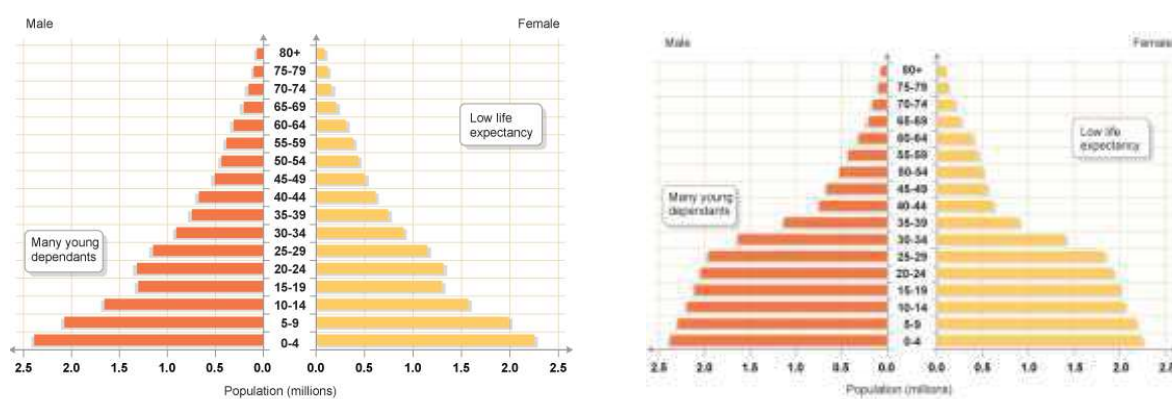 Male Female
80+
75-79
70-74
65-69
60-64
55-59
50-54
45-49
40-44
35-39
30-34
25-29
20-24
15-19
10-14
5-9
0-4
Low life
expectancy
Many young
dependants
2.5 2.0 1.5 1.0 0.5 0.0 0.0 0.5 1.0 1.5 2.0 2.5
Population (millions)
Male Female
80+
75-79
70-74
65-69
60-64
55-59
50-54
45-49
40-44
35-39
30-34
25-29
20-24
15-19
10-14
5-9
0-4
Low life
expectancy
Many young
dependants
2.5 2.0 1.5 1.0 0.5 0.0 0.0 0.5 1.0 1.5 2.0 2.5
Population (millions)